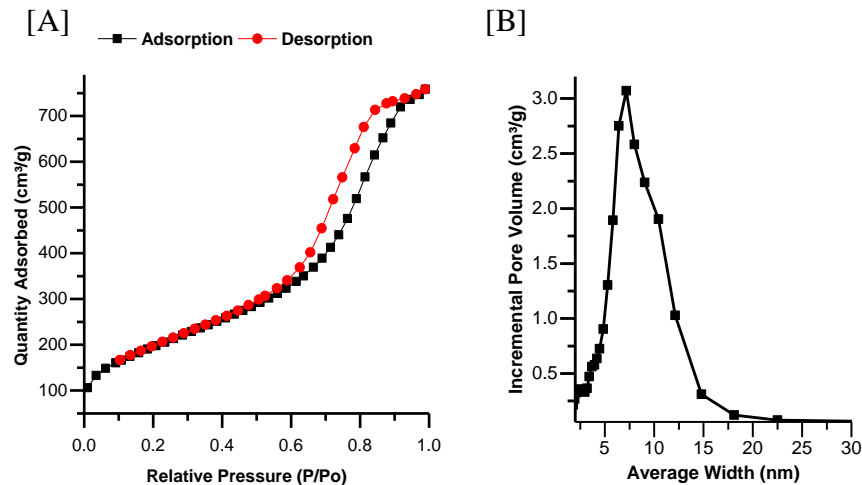 [A]
Adsorption Desorption
Quantity Adsorbed (cm³/g)
700
600
500
400
300
200
100
0.0 0.2 0.4 0.6 0.8 1.0
Relative Pressure (P/Po)
[B]
Incremental Pore Volume (cm³/g)
3.0
2.5
2.0
1.5
1.0
0.5
5 10 15 20 25 30
Average Width (nm)